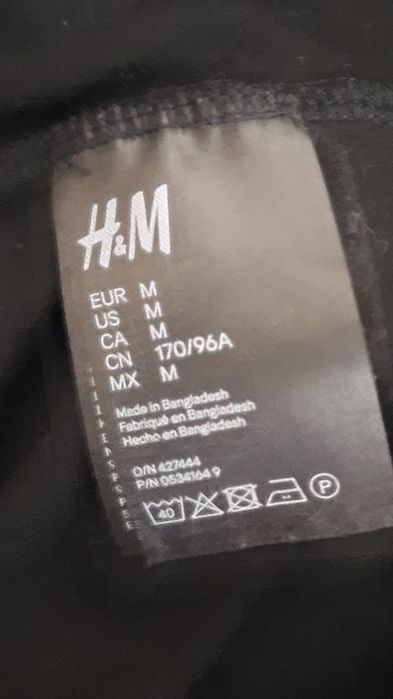 H&M
EUR M
US M
CA M
CN 170/96A
MX M
Made in Bangladesh
Fabriqué en Bangladesh
Hecho en Bangladesh
O/N 427444
P/N 0534164 9
40
P